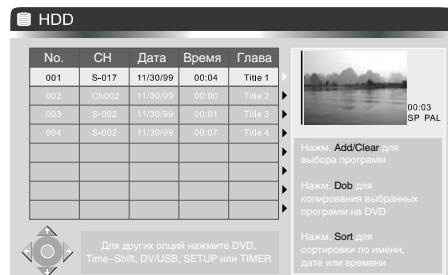 HDD
No. CH Дата Время Глава
001 S-017 11/30/99 00:04 Title 1
002 Ch002 11/30/99 00:00 Title 2
003 S-002 11/30/99 00:01 Title 3
004 S-002 11/30/99 00:07 Title 4
00:03
SP PAL
Нажм. Add/Clear для
выбора программ
Нажм. Dob для
копирования выбранных
программ на DVD
Нажм. Sort для
сортировки по имени,
дате или времени
Для других опций нажмите DVD,
Time-Shift, DV/USB, SETUP или TIMER